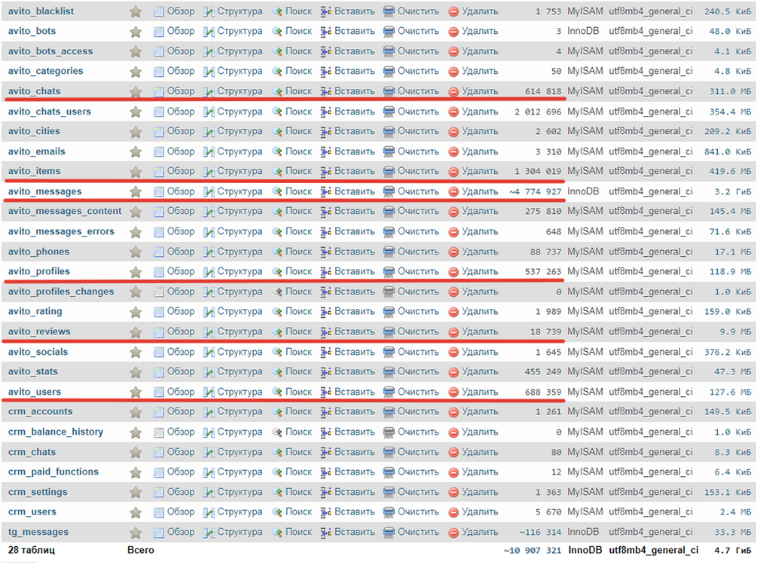 avito_blacklist Обзор Структура Поиск Вставить Очистить Удалить 1 753 MyISAM utf8mb4_general_ci 240.5 КиБ
avito_bots Обзор Структура Поиск Вставить Очистить Удалить 3 InnoDB utf8mb4_general_ci 48.0 КиБ
avito_bots_access Обзор Структура Поиск Вставить Очистить Удалить 4 MyISAM utf8mb4_general_ci 4.1 КиБ
avito_categories Обзор Структура Поиск Вставить Очистить Удалить 50 MyISAM utf8mb4_general_ci 4.8 КиБ
avito_chats Обзор Структура Поиск Вставить Очистить Удалить 614 818 MyISAM utf8mb4_general_ci 311.0 МБ
avito_chats_users Обзор Структура Поиск Вставить Очистить Удалить 2 012 696 MyISAM utf8mb4_general_ci 354.4 МБ
avito_cities Обзор Структура Поиск Вставить Очистить Удалить 2 602 MyISAM utf8mb4_general_ci 209.2 КиБ
avito_emails Обзор Структура Поиск Вставить Очистить Удалить 3 310 MyISAM utf8mb4_general_ci 841.0 КиБ
avito_items Обзор Структура Поиск Вставить Очистить Удалить 1 304 019 MyISAM utf8mb4_general_ci 419.6 МБ
avito_messages Обзор Структура Поиск Вставить Очистить Удалить ~4 774 927 InnoDB utf8mb4_general_ci 3.2 ГиБ
avito_messages_content Обзор Структура Поиск Вставить Очистить Удалить 275 810 MyISAM utf8mb4_general_ci 145.4 МБ
avito_messages_errors Обзор Структура Поиск Вставить Очистить Удалить 648 MyISAM utf8mb4_general_ci 71.6 КиБ
avito_phones Обзор Структура Поиск Вставить Очистить Удалить 88 737 MyISAM utf8mb4_general_ci 17.1 МБ
avito_profiles Обзор Структура Поиск Вставить Очистить Удалить 537 263 MyISAM utf8mb4_general_ci 118.9 МБ
avito_profiles_changes Обзор Структура Поиск Вставить Очистить Удалить 0 MyISAM utf8mb4_general_ci 1.0 КиБ
avito_rating Обзор Структура Поиск Вставить Очистить Удалить 1 989 MyISAM utf8mb4_general_ci 159.0 КиБ
avito_reviews Обзор Структура Поиск Вставить Очистить Удалить 18 739 MyISAM utf8mb4_general_ci 9.9 МБ
avito_socials Обзор Структура Поиск Вставить Очистить Удалить 1 645 MyISAM utf8mb4_general_ci 376.2 КиБ
avito_stats Обзор Структура Поиск Вставить Очистить Удалить 455 249 MyISAM utf8mb4_general_ci 47.3 МБ
avito_users Обзор Структура Поиск Вставить Очистить Удалить 688 359 MyISAM utf8mb4_general_ci 127.6 МБ
crm_accounts Обзор Структура Поиск Вставить Очистить Удалить 1 261 MyISAM utf8mb4_general_ci 149.5 КиБ
crm_balance_history Обзор Структура Поиск Вставить Очистить Удалить 0 MyISAM utf8mb4_general_ci 1.0 КиБ
crm_chats Обзор Структура Поиск Вставить Очистить Удалить 80 MyISAM utf8mb4_general_ci 8.3 КиБ
crm_paid_functions Обзор Структура Поиск Вставить Очистить Удалить 12 MyISAM utf8mb4_general_ci 6.4 КиБ
crm_settings Обзор Структура Поиск Вставить Очистить Удалить 1 363 MyISAM utf8mb4_general_ci 153.1 КиБ
crm_users Обзор Структура Поиск Вставить Очистить Удалить 5 670 MyISAM utf8mb4_general_ci 2.4 МБ
tg_messages Обзор Структура Поиск Вставить Очистить Удалить ~116 314 InnoDB utf8mb4_general_ci 33.3 МБ
28 таблиц Всего ~10 907 321 InnoDB utf8mb4_general_ci 4.7 ГиБ